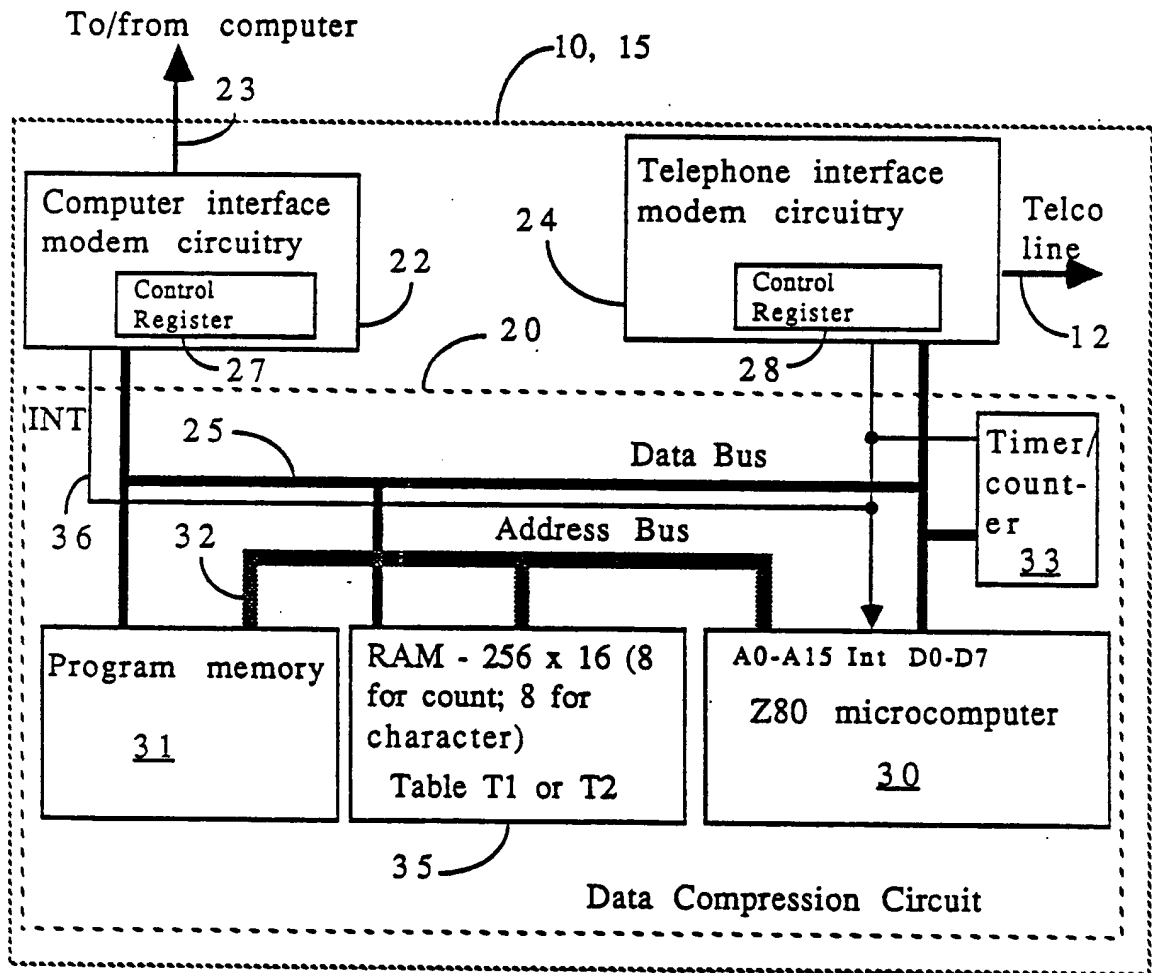 To/from computer
10, 15
23
Computer interface
modem circuitry
Control
Register
22
27
Telephone interface
modem circuitry
Control
Register
24
28
Telco
line
12
20
INT
25
Data Bus
36
32
Address Bus
Timer/
count-
er
33
Program memory
31
RAM - 256 x 16 (8
for count; 8 for
character)
Table T1 or T2
35
A0-A15 Int D0-D7
Z80 microcomputer
30
Data Compression Circuit